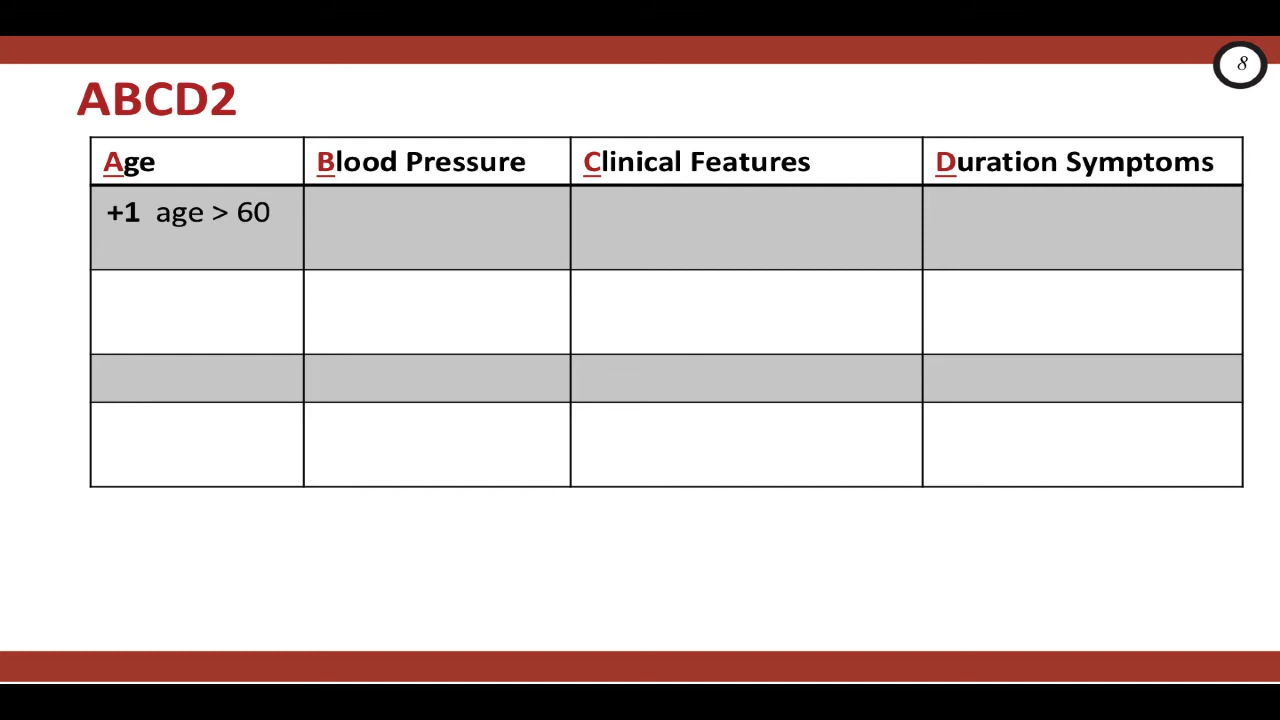 8
ABCD2
Age Blood Pressure Clinical Features Duration Symptoms
+1 age > 60